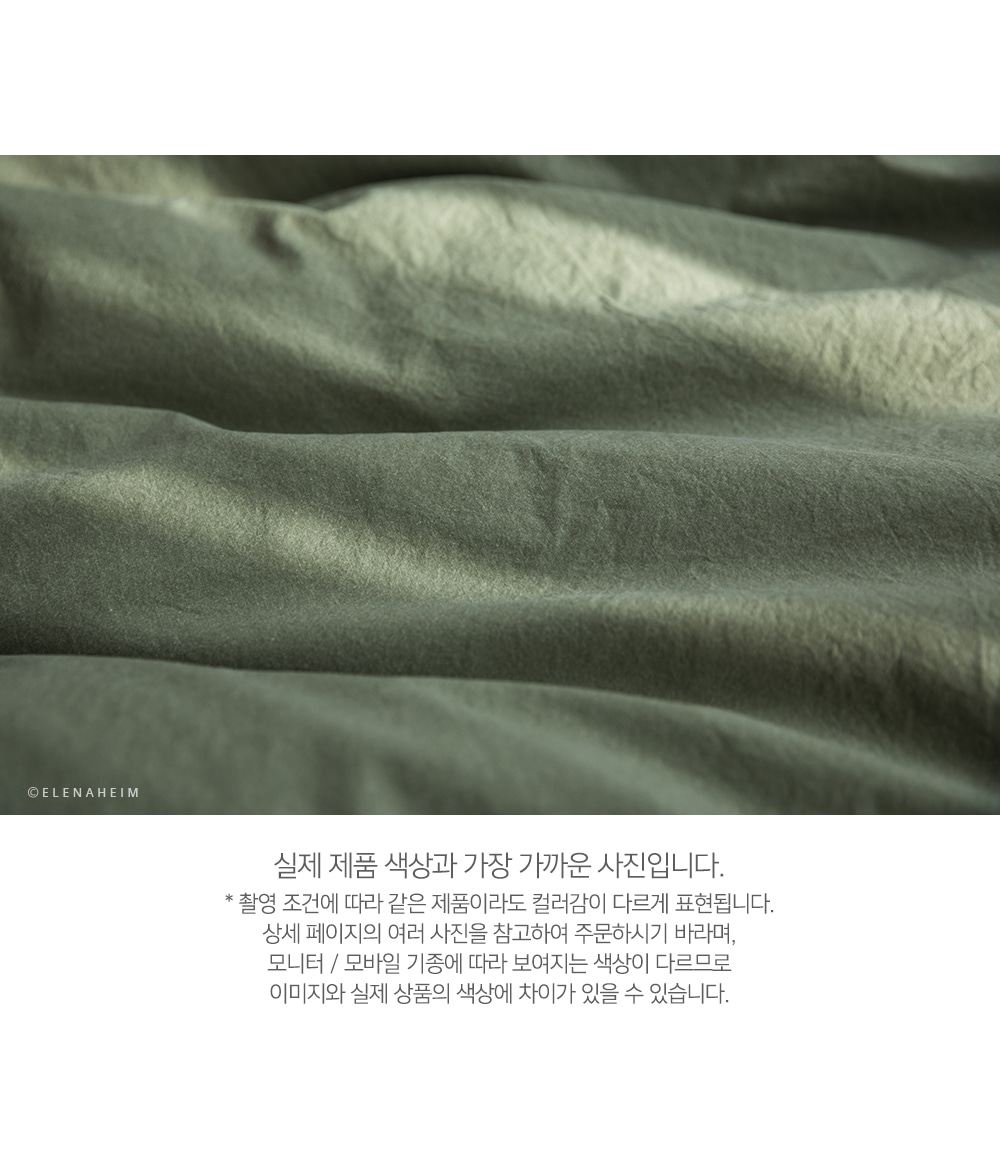 ©ELENAHEIM
실제 제품 색상과 가장 가까운 사진입니다.
* 촬영 조건에 따라 같은 제품이라도 컬러감이 다르게 표현됩니다.
상세 페이지의 여러 사진을 참고하여 주문하시기 바라며,
모니터 / 모바일 기종에 따라 보여지는 색상이 다르므로
이미지와 실제 상품의 색상에 차이가 있을 수 있습니다.